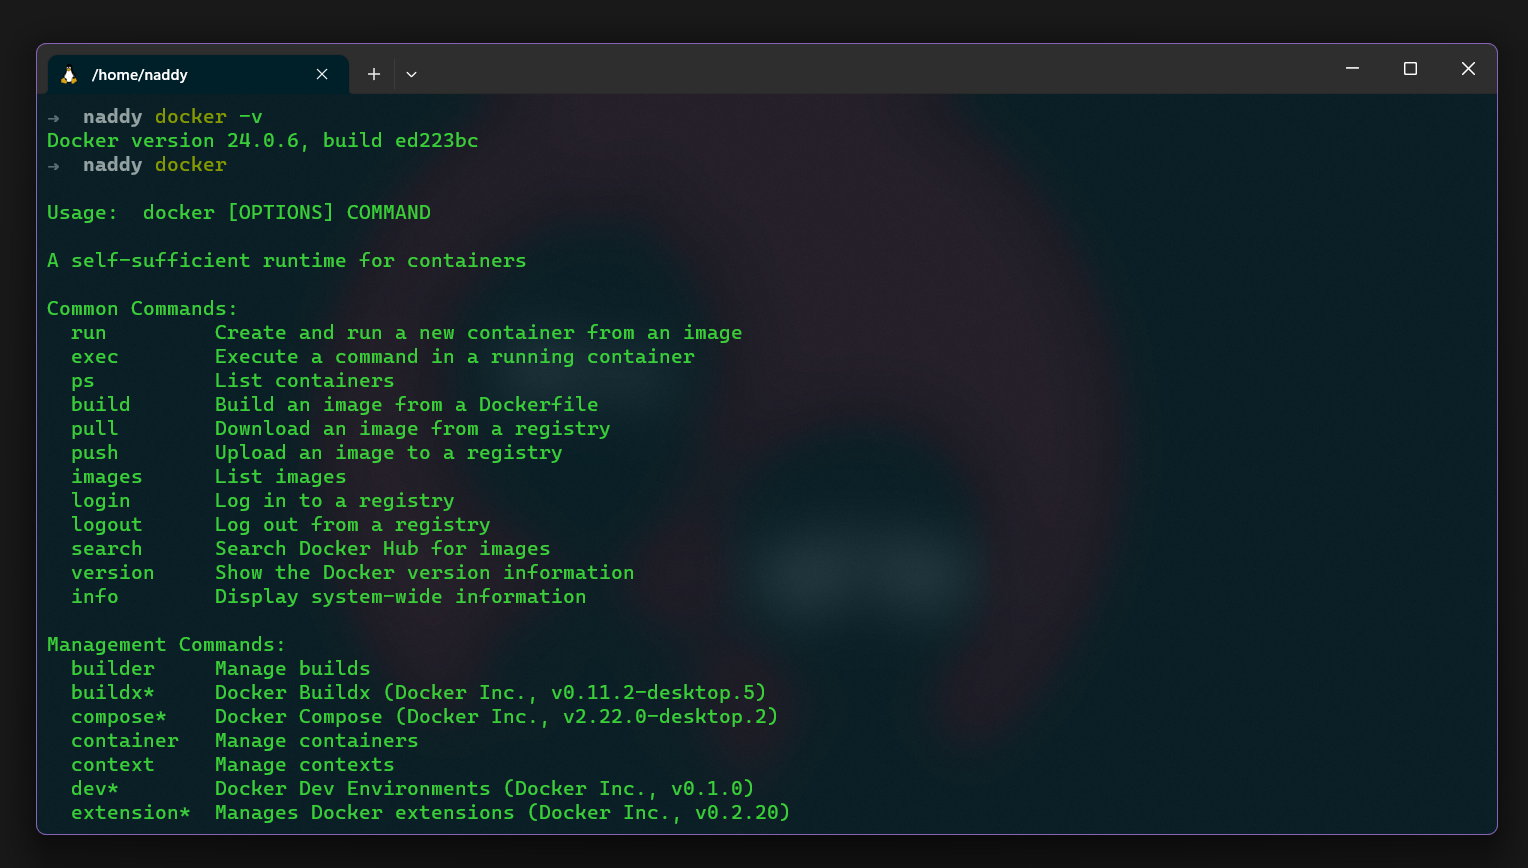 /home/naddy
→ naddy docker -v
Docker version 24.0.6, build ed223bc
→ naddy docker
Usage:  docker [OPTIONS] COMMAND
A self-sufficient runtime for containers
Common Commands:
  run         Create and run a new container from an image
  exec        Execute a command in a running container
  ps          List containers
  build       Build an image from a Dockerfile
  pull        Download an image from a registry
  push        Upload an image to a registry
  images      List images
  login       Log in to a registry
  logout      Log out from a registry
  search      Search Docker Hub for images
  version     Show the Docker version information
  info        Display system-wide information
Management Commands:
  builder     Manage builds
  buildx*     Docker Buildx (Docker Inc., v0.11.2-desktop.5)
  compose*    Docker Compose (Docker Inc., v2.22.0-desktop.2)
  container   Manage containers
  context     Manage contexts
  dev*        Docker Dev Environments (Docker Inc., v0.1.0)
  extension*  Manages Docker extensions (Docker Inc., v0.2.20)